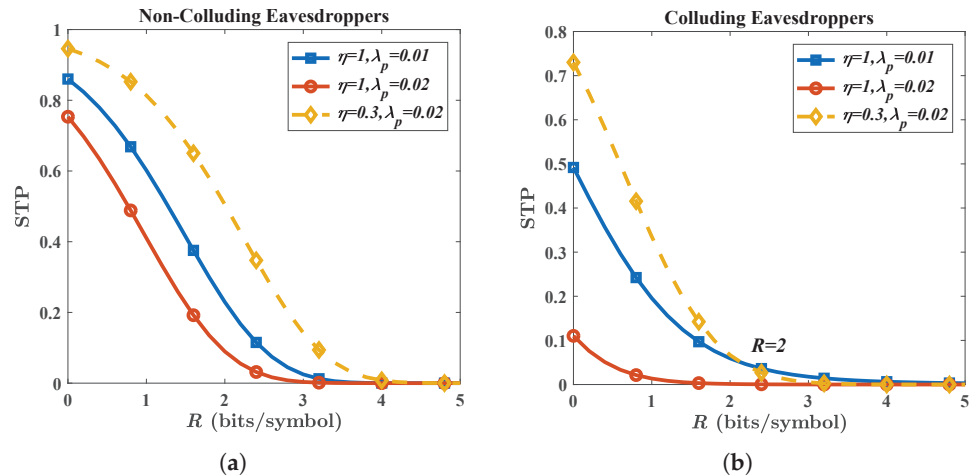 Non-Colluding Eavesdroppers
STP
1
0.8
0.6
0.4
0.2
0
η=1,λp=0.01
η=1,λp=0.02
η=0.3,λp=0.02
0 1 2 3 4 5
R (bits/symbol)
(a)
Colluding Eavesdroppers
STP
0.8
0.7
0.6
0.5
0.4
0.3
0.2
0.1
0
η=1,λp=0.01
η=1,λp=0.02
η=0.3,λp=0.02
R=2
0 1 2 3 4 5
R (bits/symbol)
(b)